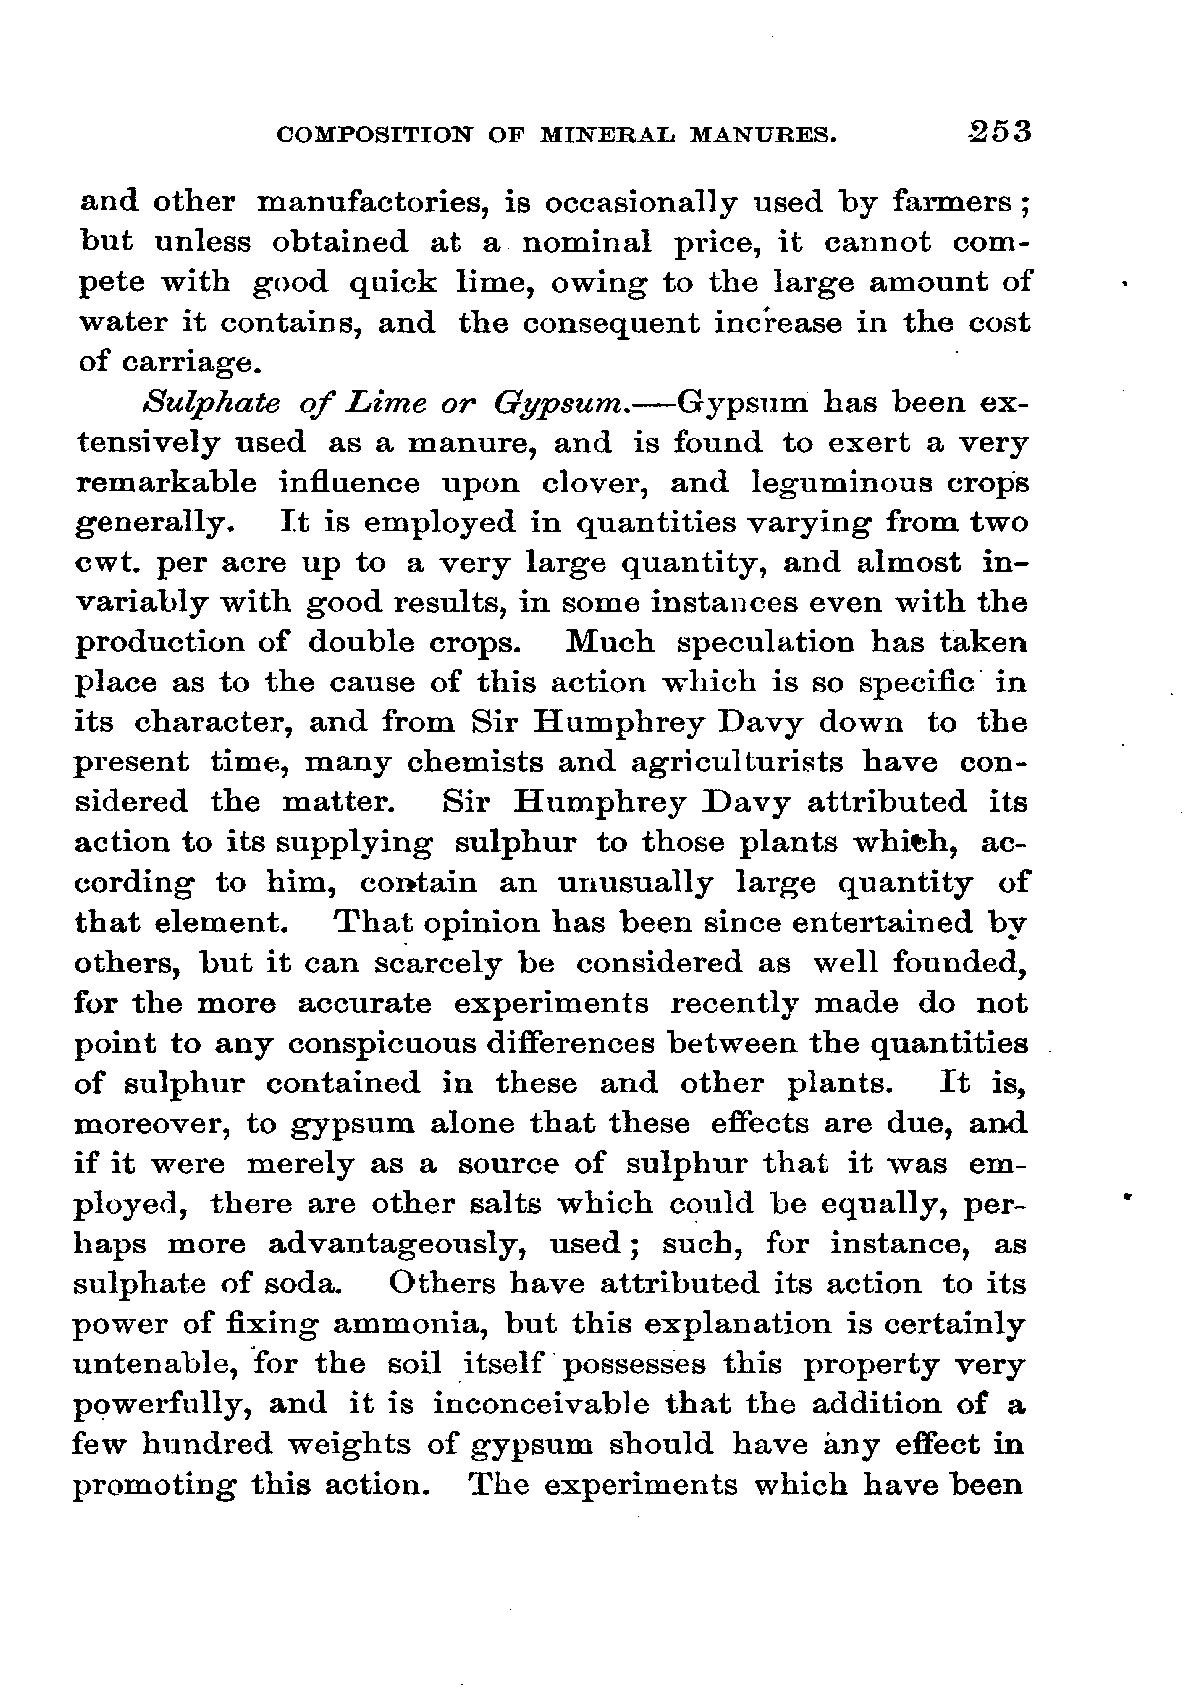 COMPOSITION OF MINERAL MANURES. 253
and other manufactories, is occasionally used by farmers ;
but unless obtained at a nominal price, it cannot com-
pete with good quick lime, owing to the large amount of
water it contains, and the consequent increase in the cost
of carriage.
Sulphate of Lime or Gypsum.—Gypsum has been ex-
tensively used as a manure, and is found to exert a very
remarkable influence upon clover, and leguminous crops
generally. It is employed in quantities varying from two
cwt. per acre up to a very large quantity, and almost in-
variably with good results, in some instances even with the
production of double crops. Much speculation has taken
place as to the cause of this action which is so specific in
its character, and from Sir Humphrey Davy down to the
present time, many chemists and agriculturists have con-
sidered the matter. Sir Humphrey Davy attributed its
action to its supplying sulphur to those plants which, ac-
cording to him, contain an unusually large quantity of
that element. That opinion has been since entertained by
others, but it can scarcely be considered as well founded,
for the more accurate experiments recently made do not
point to any conspicuous differences between the quantities
of sulphur contained in these and other plants. It is,
moreover, to gypsum alone that these effects are due, and
if it were merely as a source of sulphur that it was em-
ployed, there are other salts which could be equally, per-
haps more advantageously, used ; such, for instance, as
sulphate of soda. Others have attributed its action to its
power of fixing ammonia, but this explanation is certainly
untenable, for the soil itself possesses this property very
powerfully, and it is inconceivable that the addition of a
few hundred weights of gypsum should have any effect in
promoting this action. The experiments which have been